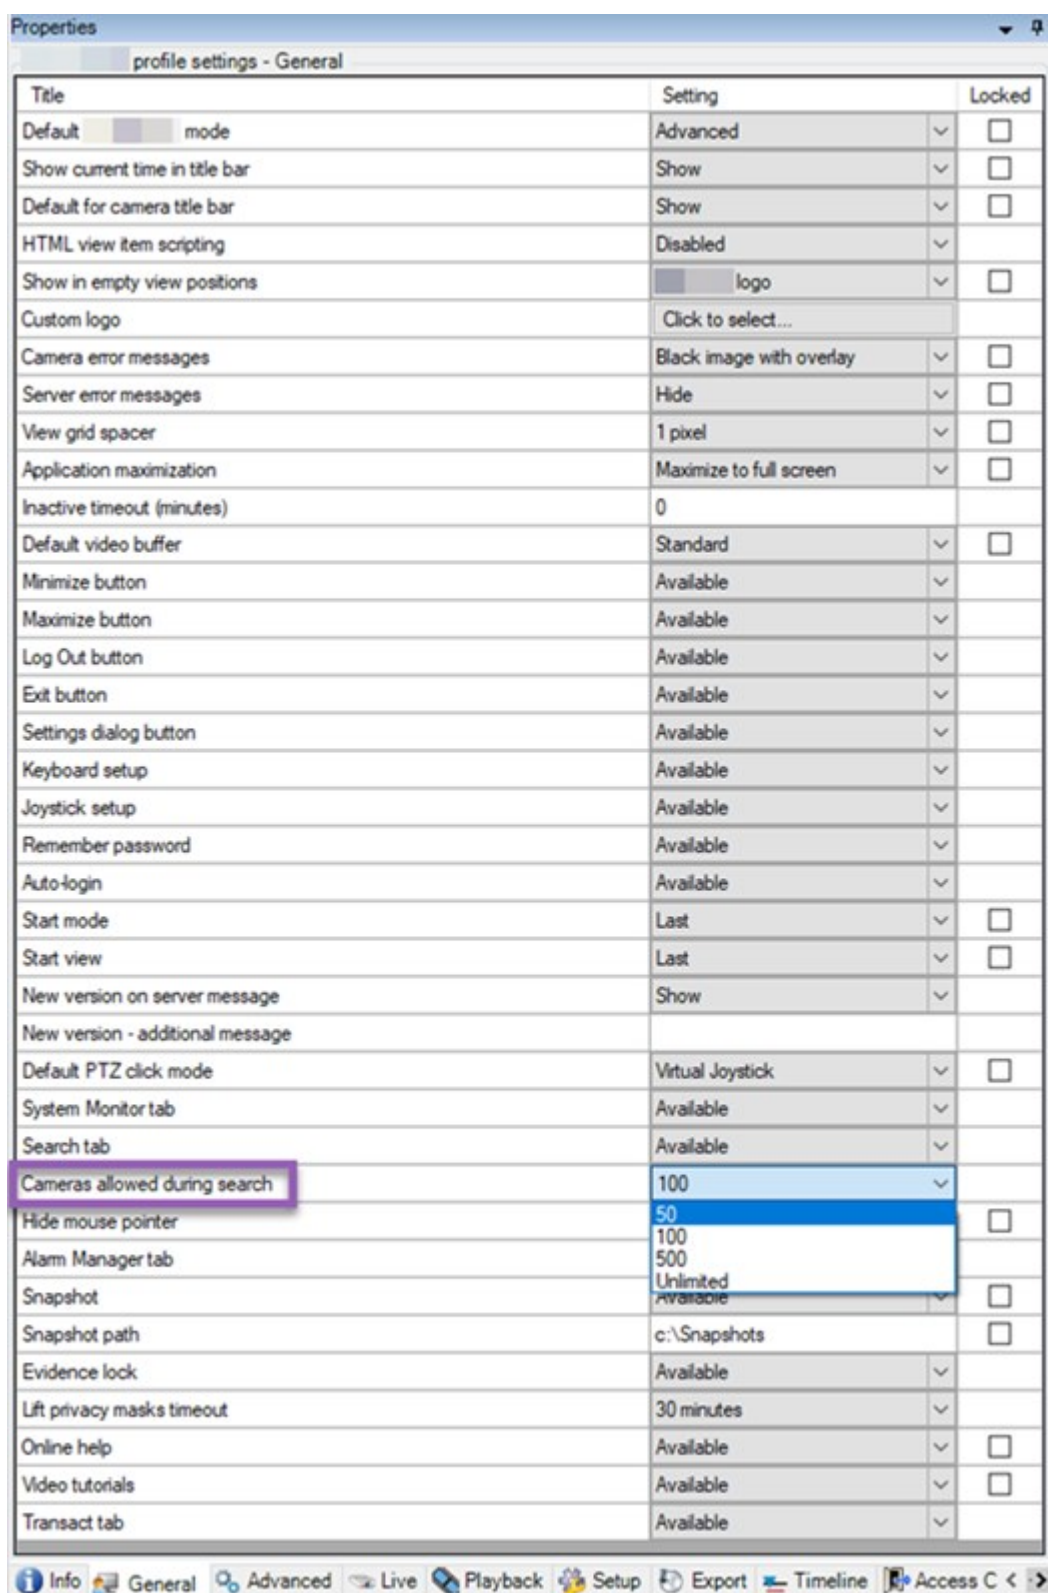 Properties
profile settings - General
Title Setting Locked
Default mode Advanced
Show current time in title bar Show
Default for camera title bar Show
HTML view item scripting Disabled
Show in empty view positions logo
Custom logo Click to select...
Camera error messages Black image with overlay
Server error messages Hide
View grid spacer 1 pixel
Application maximization Maximize to full screen
Inactive timeout (minutes) 0
Default video buffer Standard
Minimize button Available
Maximize button Available
Log Out button Available
Exit button Available
Settings dialog button Available
Keyboard setup Available
Joystick setup Available
Remember password Available
Auto-login Available
Start mode Last
Start view Last
New version on server message Show
New version - additional message
Default PTZ click mode Virtual Joystick
System Monitor tab Available
Search tab Available
Cameras allowed during search 100
50
Hide mouse pointer
100
Alarm Manager tab 500
Unlimited
Snapshot Available
Snapshot path c:\Snapshots
Evidence lock Available
Lift privacy masks timeout 30 minutes
Online help Available
Video tutorials Available
Transact tab Available
Info General Advanced Live Playback Setup Export Timeline Access C